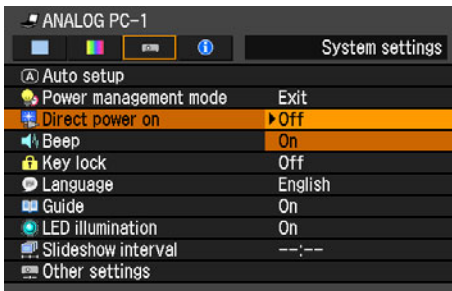 ANALOG PC-1
System settings
Auto setup
Power management mode Exit
Direct power on Off
Beep On
Key lock Off
Language English
Guide On
LED illumination On
Slideshow interval --:--
Other settings